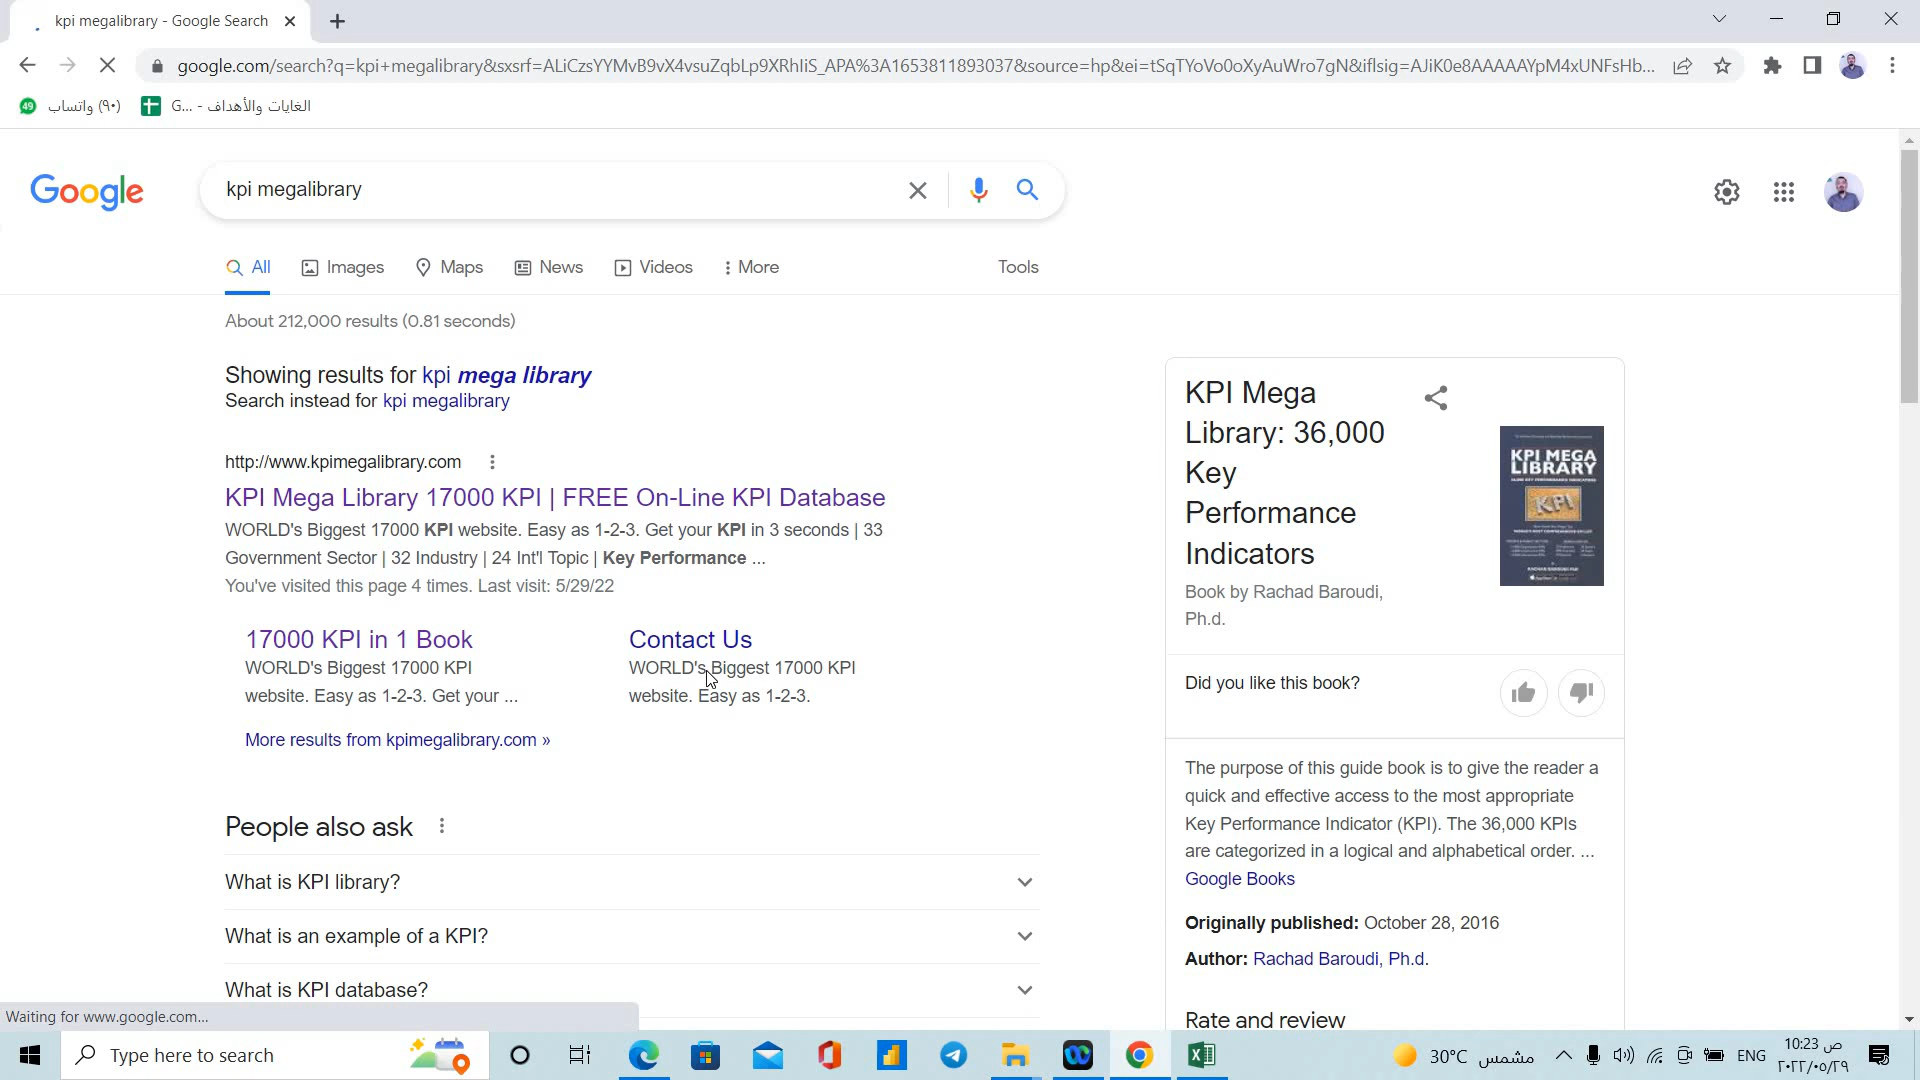 kpi megalibrary - Google Search
google.com/search?q=kpi+megalibrary&sxsrf=ALiCzsYYMvB9vX4vsuZqbLp9XRhIiS_APA%3A1653811893037&source=hp&ei=tSqTYoVo0oXyAuWro7gN&iflsig=AJiK0e8AAAAAYpM4xUNFsHb...
49
(٩٠) واتساب
الغايات والأهداف - G...
Google
kpi megalibrary
All
Images
Maps
News
Videos
More
Tools
About 212,000 results (0.81 seconds)
Showing results for kpi mega library
Search instead for kpi megalibrary
http://www.kpimegalibrary.com
KPI Mega Library 17000 KPI | FREE On-Line KPI Database
WORLD's Biggest 17000 KPI website. Easy as 1-2-3. Get your KPI in 3 seconds | 33
Government Sector | 32 Industry | 24 Int'l Topic | Key Performance ...
You've visited this page 4 times. Last visit: 5/29/22
17000 KPI in 1 Book
WORLD's Biggest 17000 KPI
website. Easy as 1-2-3. Get your ...
Contact Us
WORLD's Biggest 17000 KPI
website. Easy as 1-2-3.
More results from kpimegalibrary.com »
People also ask
What is KPI library?
What is an example of a KPI?
What is KPI database?
KPI Mega
Library: 36,000
Key
Performance
Indicators
Book by Rachad Baroudi,
Ph.d.
KPI MEGA
LIBRARY
KPI
RACHAD BAROUDI PhD
Did you like this book?
The purpose of this guide book is to give the reader a
quick and effective access to the most appropriate
Key Performance Indicator (KPI). The 36,000 KPIs
are categorized in a logical and alphabetical order. ...
Google Books
Originally published: October 28, 2016
Author: Rachad Baroudi, Ph.d.
Rate and review
Waiting for www.google.com...
Type here to search
30°C مشمس
ENG
10:23 ص
٢٠٢٢/٠٥/٢٩